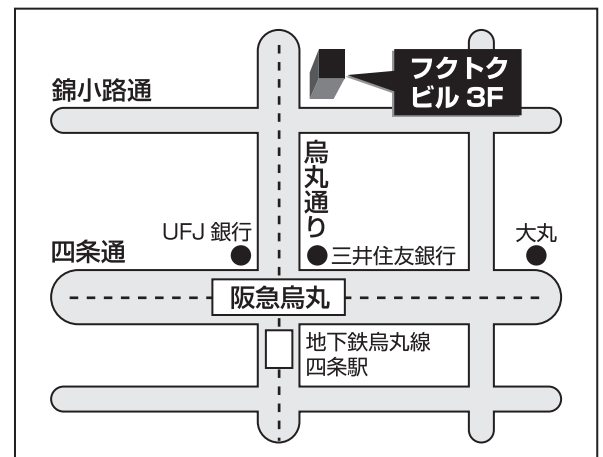 フクトク
ビル 3F
錦小路通
烏丸通り
UFJ 銀行
四条通
三井住友銀行
大丸
阪急烏丸
地下鉄烏丸線
四条駅